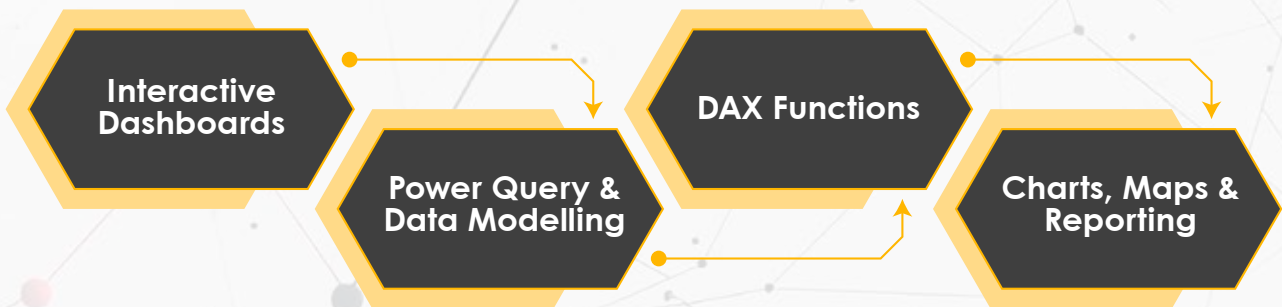 Interactive
Dashboards
Power Query &
Data Modelling
DAX Functions
Charts, Maps &
Reporting